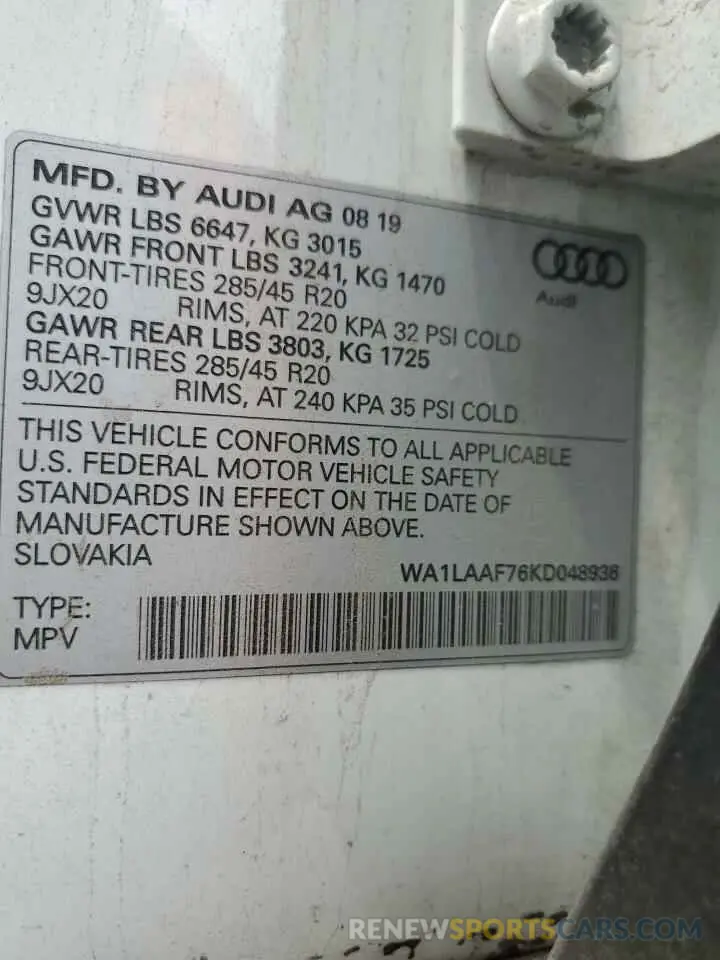 MFD. BY AUDI AG 08 19
GVWR LBS 6647, KG 3015
GAWR FRONT LBS 3241, KG 1470
FRONT-TIRES 285/45 R20
9JX20 RIMS, AT 220 KPA 32 PSI COLD
GAWR REAR LBS 3803, KG 1725
REAR-TIRES 285/45 R20
9JX20 RIMS, AT 240 KPA 35 PSI COLD
Audi
THIS VEHICLE CONFORMS TO ALL APPLICABLE
U.S. FEDERAL MOTOR VEHICLE SAFETY
STANDARDS IN EFFECT ON THE DATE OF
MANUFACTURE SHOWN ABOVE.
SLOVAKIA
WA1LAAF76KD048936
TYPE:
MPV
RENEWSPORTSCARS.COM